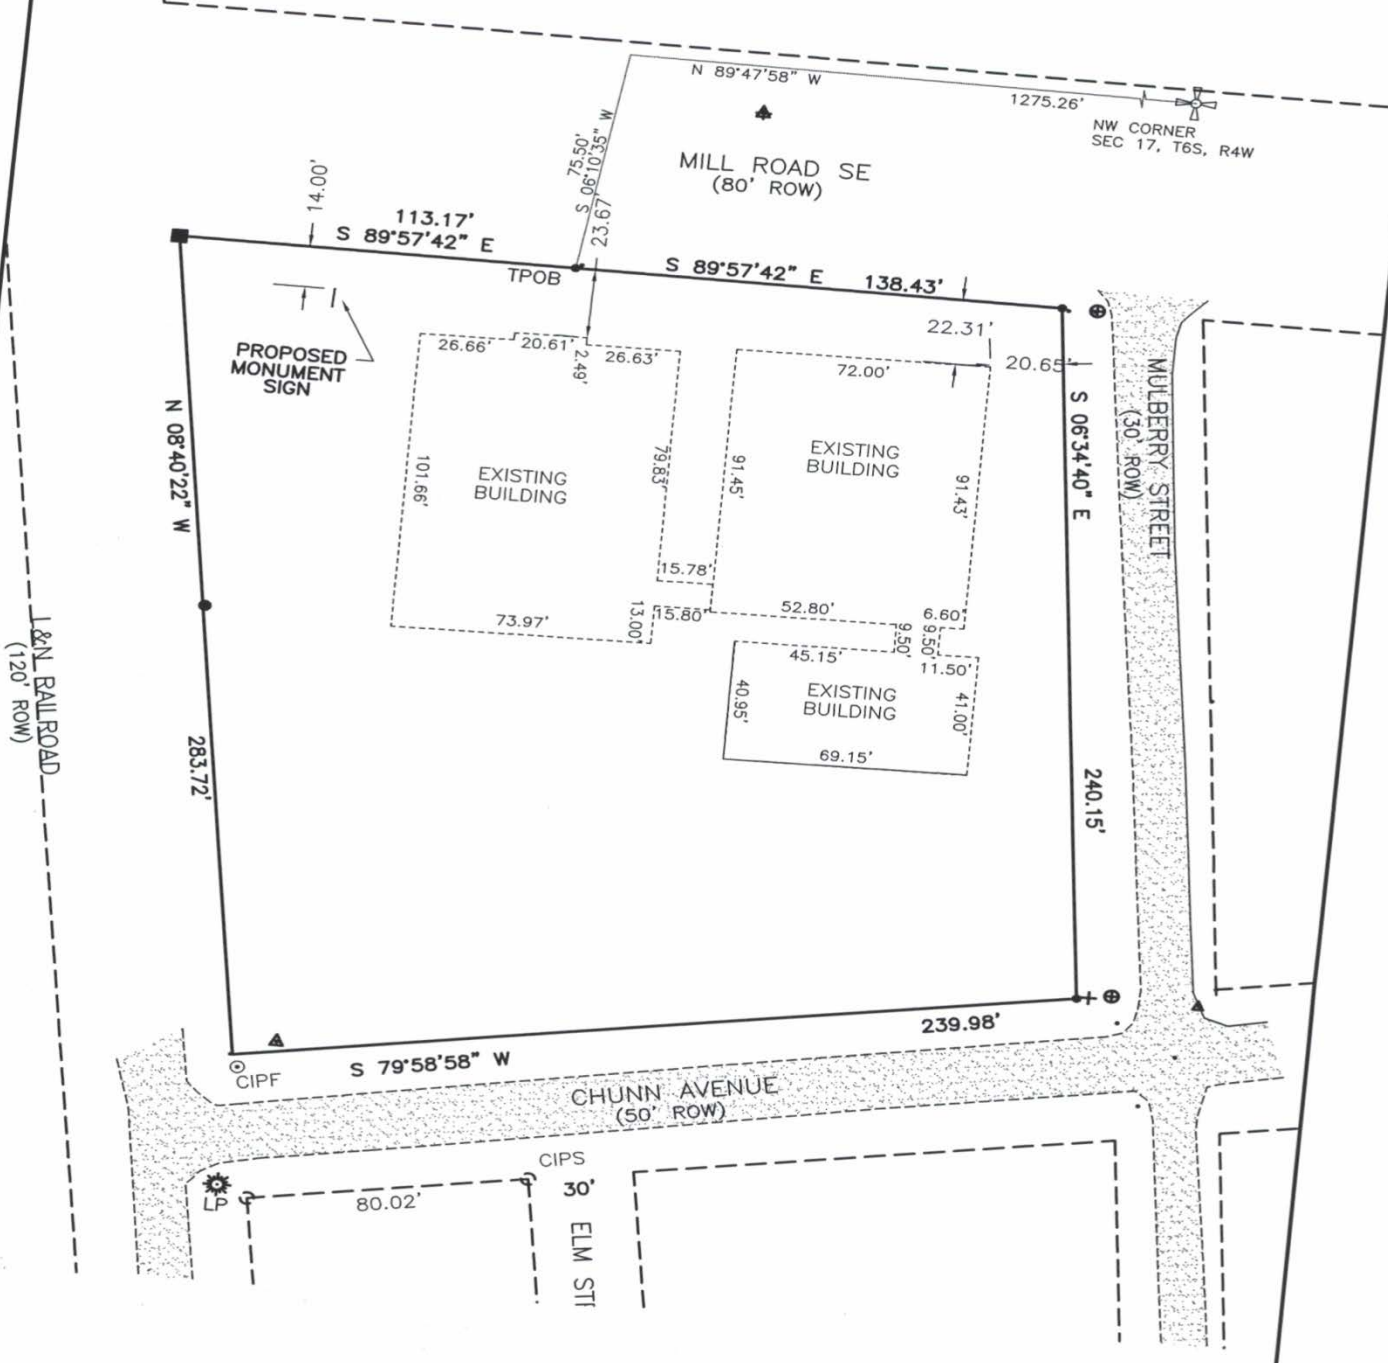 N 89°47'58" W
1275.26'
NW CORNER
SEC 17, T6S, R4W
75.50'
S 06°10'35" W
MILL ROAD SE
(80' ROW)
14.00'
113.17'
S 89°57'42" E
23.67'
TPOB
S 89°57'42" E
138.43'
22.31'
20.65'
PROPOSED
MONUMENT
SIGN
26.66'
20.61'
2.49'
26.63'
72.00'
N 08°40'22" W
101.66'
EXISTING
BUILDING
79.83'
91.45'
EXISTING
BUILDING
91.43'
S 06°34'40" E
MULBERRY STREET
(30' ROW)
15.78'
73.97'
13.00'
15.80'
52.80'
6.60'
9.50'
9.50'
45.15'
11.50'
EXISTING
BUILDING
40.95'
41.00'
69.15'
L&N RAILROAD
(120' ROW)
283.72'
240.15'
239.98'
S 79°58'58" W
CIPF
CHUNN AVENUE
(50' ROW)
CIPS
30'
LP
80.02'
ELM STR